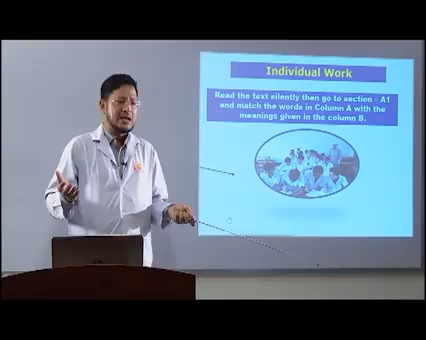 Individual Work
Read the text silently then go to section - A1
and match the words in Column A with the
meanings given in the column B.